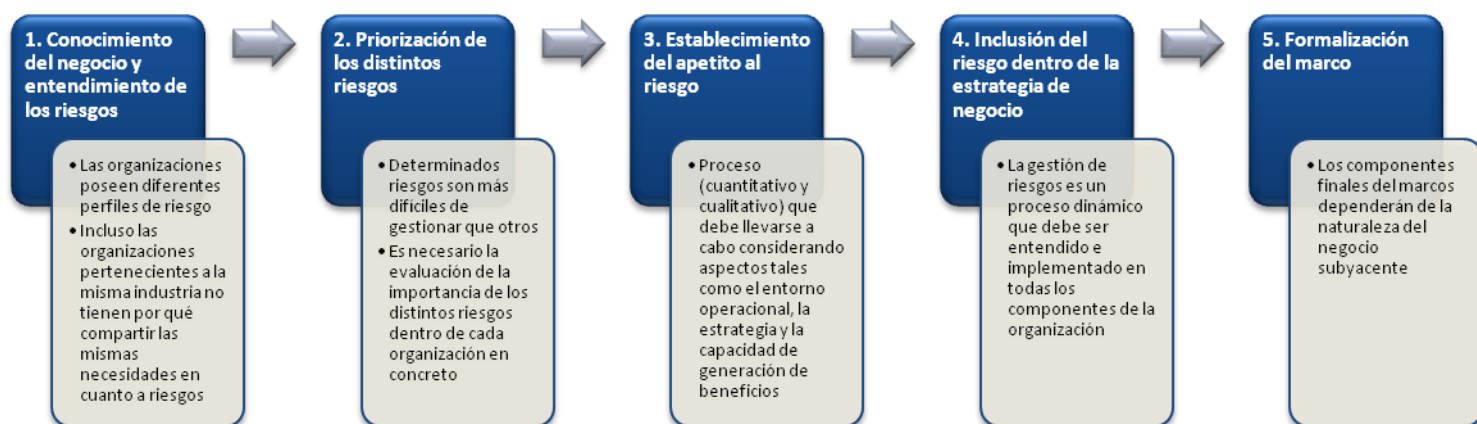 1. Conocimiento
del negocio y
entendimiento de
los riesgos
• Las organizaciones
poseen diferentes
perfiles de riesgo
• Incluso las
organizaciones
pertenecientes a la
misma industria no
tienen por qué
compartir las
mismas
necesidades en
cuanto a riesgos
2. Priorización de
los distintos
riesgos
• Determinados
riesgos son más
difíciles de
gestionar que otros
• Es necesario la
evaluación de la
importancia de los
distintos riesgos
dentro de cada
organización en
concreto
3. Establecimiento
del apetito al
riesgo
• Proceso
(cuantitativo y
cualitativo) que
debe llevarse a
cabo considerando
aspectos tales
como el entorno
operacional, la
estrategia y la
capacidad de
generación de
beneficios
4. Inclusión del
riesgo dentro de la
estrategia de
negocio
• La gestión de
riesgos es un
proceso dinámico
que debe ser
entendido e
implementado en
todas los
componentes de la
organización
5. Formalización
del marco
• Los componentes
finales del marcos
dependerán de la
naturaleza del
negocio
subyacente